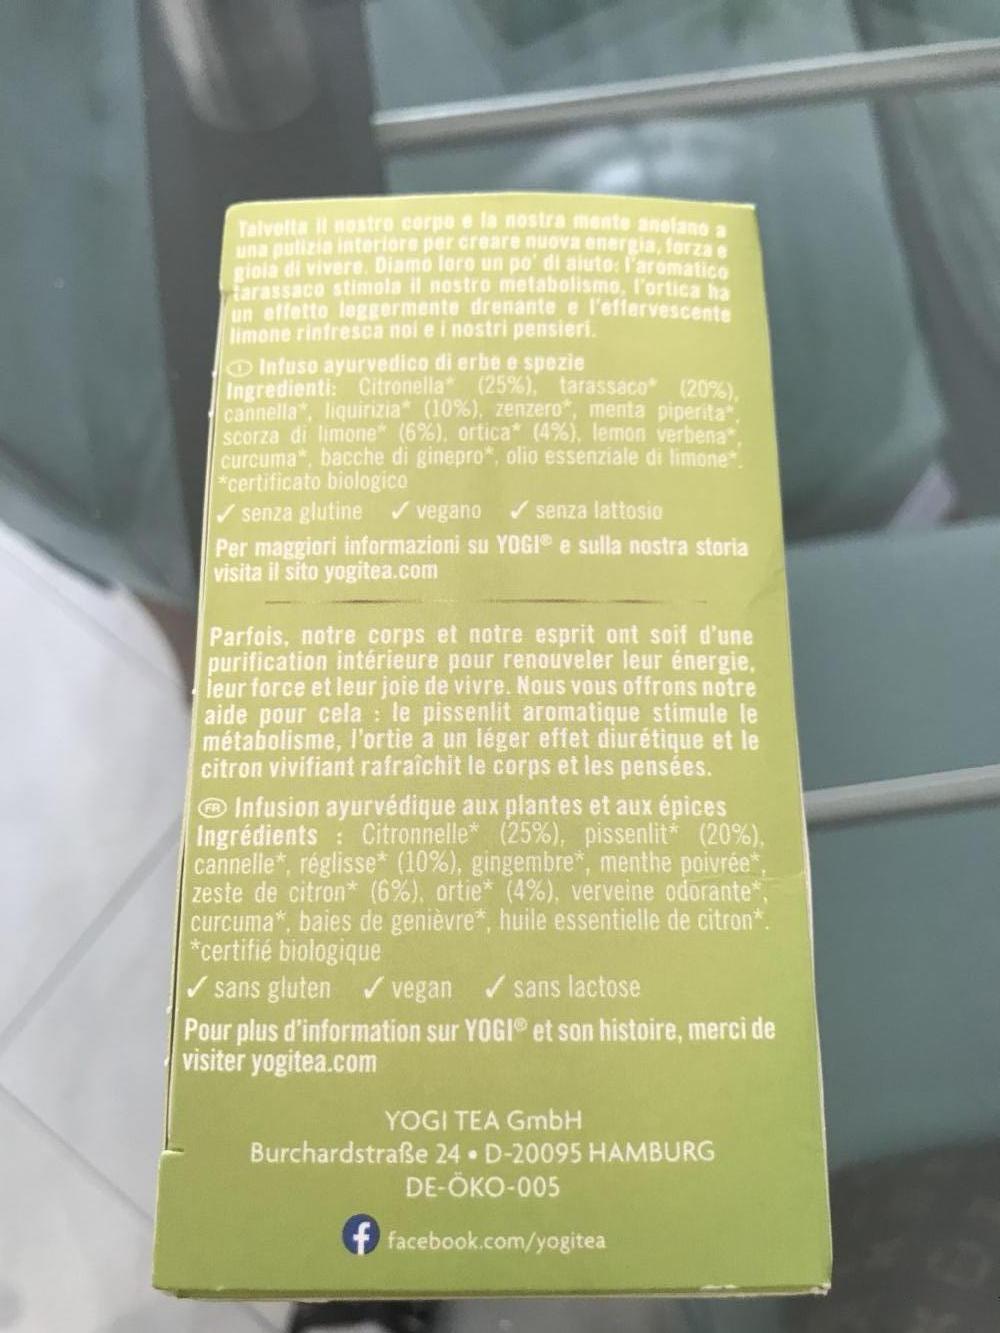 Talvolta il nostro corpo e la nostra mente anelano a
una pulizia interiore per creare nuova energia, forza e
gioia di vivere. Diamo loro un po' di aiuto: l'aromatico
tarassaco stimola il nostro metabolismo, l'ortica ha
un effetto leggermente drenante e l'effervescente
limone rinfresca noi e i nostri pensieri.
I Infuso ayurvedico di erbe e spezie
Ingredienti: Citronella* (25%), tarassaco* (20%),
cannella*, liquirizia* (10%), zenzero*, menta piperita*,
scorza di limone* (6%), ortica* (4%), lemon verbena*,
curcuma*, bacche di ginepro*, olio essenziale di limone*.
*certificato biologico
✓ senza glutine ✓ vegano ✓ senza lattosio
Per maggiori informazioni su YOGI® e sulla nostra storia
visita il sito yogitea.com
Parfois, notre corps et notre esprit ont soif d'une
purification intérieure pour renouveler leur énergie,
leur force et leur joie de vivre. Nous vous offrons notre
aide pour cela : le pissenlit aromatique stimule le
métabolisme, l'ortie a un léger effet diurétique et le
citron vivifiant rafraîchit le corps et les pensées.
FR Infusion ayurvédique aux plantes et aux épices
Ingrédients : Citronnelle* (25%), pissenlit* (20%),
cannelle*, réglisse* (10%), gingembre*, menthe poivrée*,
zeste de citron* (6%), ortie* (4%), verveine odorante*,
curcuma*, baies de genièvre*, huile essentielle de citron*.
*certifié biologique
✓ sans gluten ✓ vegan ✓ sans lactose
Pour plus d'information sur YOGI® et son histoire, merci de
visiter yogitea.com
YOGI TEA GmbH
Burchardstraße 24 • D-20095 HAMBURG
DE-ÖKO-005
f facebook.com/yogitea